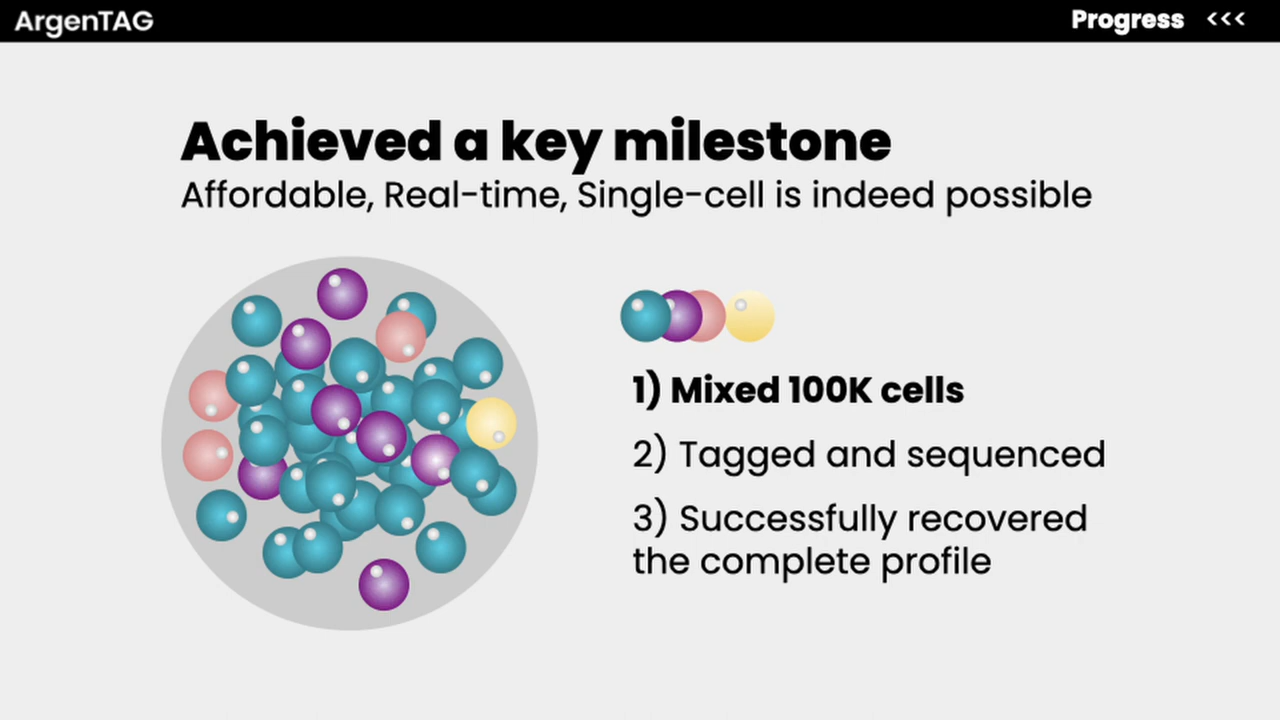 ArgenTAG
Progress <<<
Achieved a key milestone
Affordable, Real-time, Single-cell is indeed possible
1) Mixed 100K cells
2) Tagged and sequenced
3) Successfully recovered
the complete profile